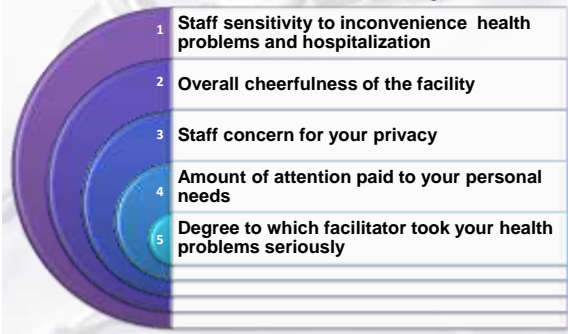 1
Staff sensitivity to inconvenience health
problems and hospitalization
2
Overall cheerfulness of the facility
3
Staff concern for your privacy
4
Amount of attention paid to your personal
needs
5
Degree to which facilitator took your health
problems seriously